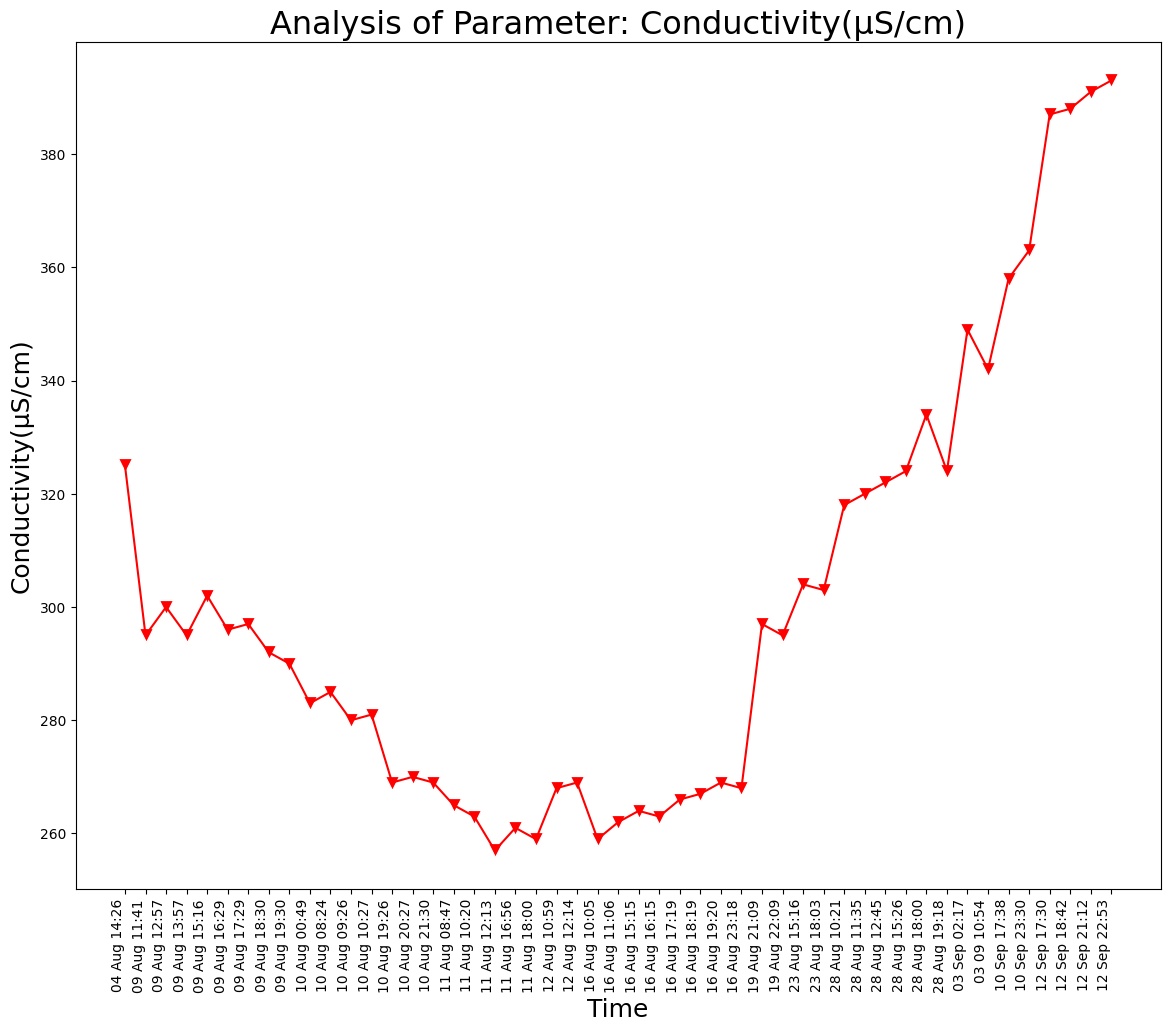 Analysis of Parameter: Conductivity(µS/cm)
Conductivity(µS/cm)
380
360
340
320
300
280
260
04 Aug 14:26
09 Aug 11:41
09 Aug 12:57
09 Aug 13:57
09 Aug 15:16
09 Aug 16:29
09 Aug 17:29
09 Aug 18:30
09 Aug 19:30
10 Aug 00:49
10 Aug 08:24
10 Aug 09:26
10 Aug 10:27
10 Aug 19:26
10 Aug 20:27
10 Aug 21:30
11 Aug 08:47
11 Aug 10:20
11 Aug 12:13
11 Aug 16:56
11 Aug 18:00
12 Aug 10:59
12 Aug 12:14
16 Aug 10:05
16 Aug 11:06
16 Aug 15:15
16 Aug 16:15
16 Aug 17:19
16 Aug 18:19
16 Aug 19:20
16 Aug 23:18
19 Aug 21:09
19 Aug 22:09
23 Aug 15:16
23 Aug 18:03
28 Aug 10:21
28 Aug 11:35
28 Aug 12:45
28 Aug 15:26
28 Aug 18:00
28 Aug 19:18
03 Sep 02:17
03 09 10:54
10 Sep 17:38
10 Sep 23:30
12 Sep 17:30
12 Sep 18:42
12 Sep 21:12
12 Sep 22:53
Time